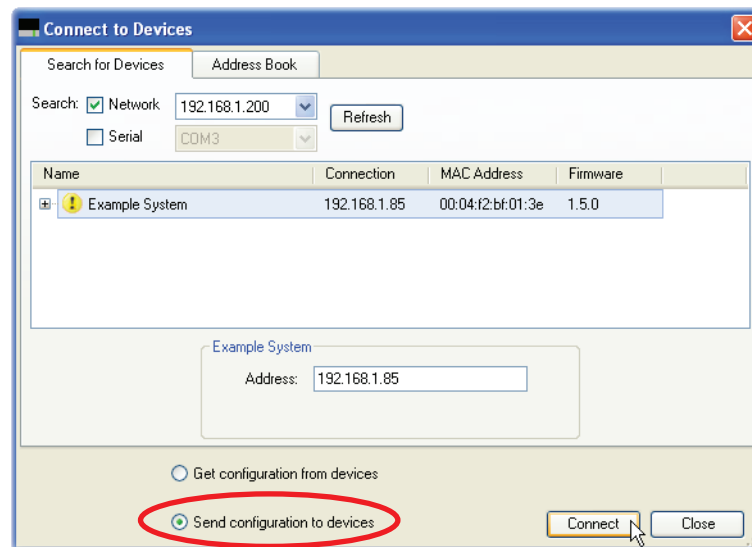 Connect to Devices
Search for Devices Address Book
Search: Network 192.168.1.200 Refresh
Serial COM3
Name Connection MAC Address Firmware
Example System 192.168.1.85 00:04:f2:bf:01:3e 1.5.0
Example System
Address: 192.168.1.85
Get configuration from devices
Send configuration to devices Connect Close